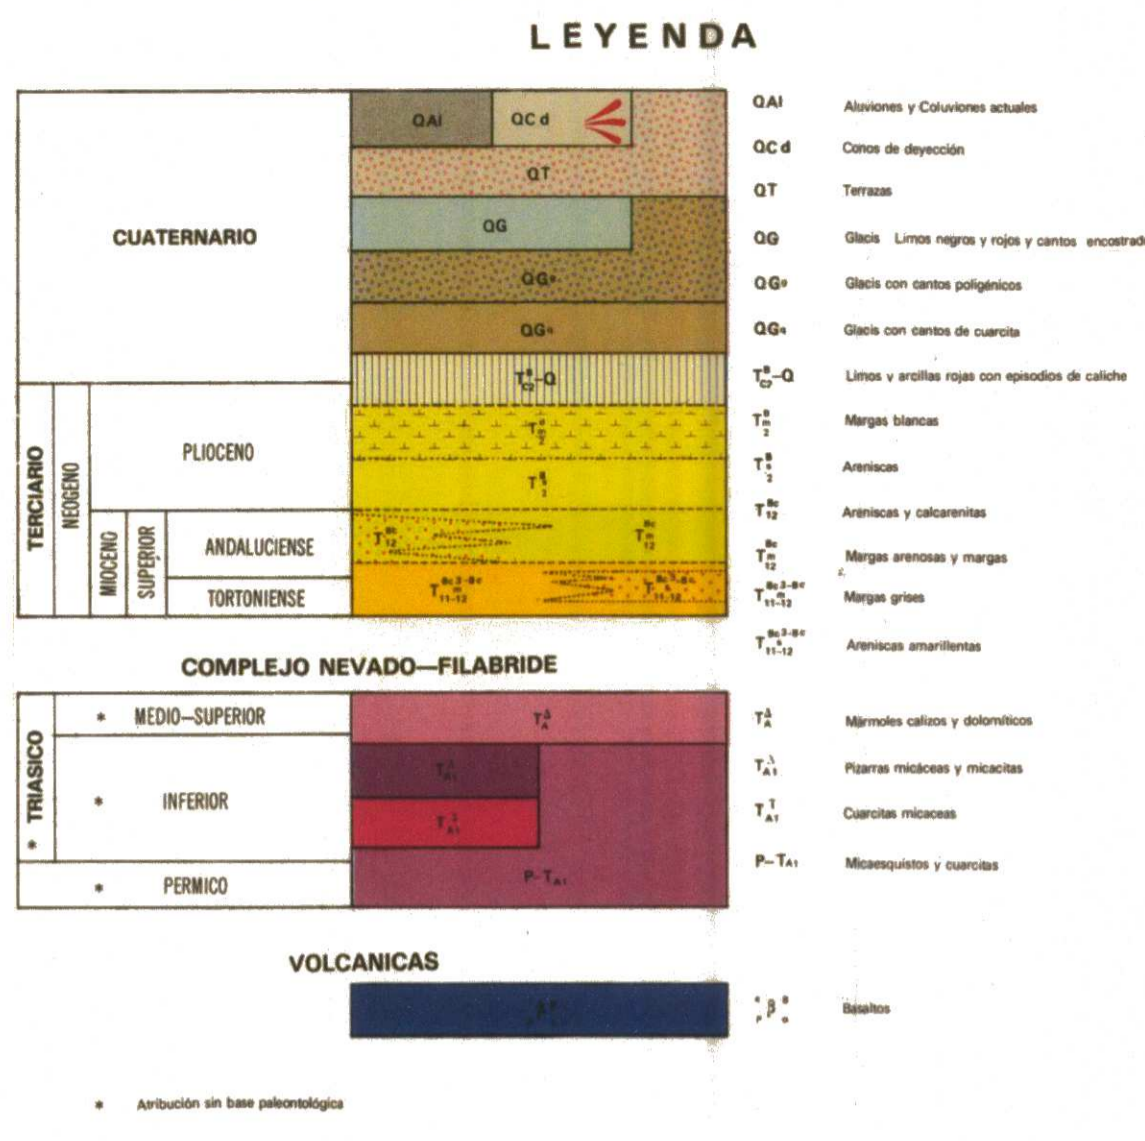 LEYENDA
CUATERNARIO
TERCIARIO
NEOGENO
PLIOCENO
MIOCENO
SUPERIOR
ANDALUCIENSE
TORTONIENSE
QAl
QCd
QT
QG
QT
QG
P-TA1
QAl Aluviones y Coluviones actuales
QCd Conos de deyección
QT Terrazas
QG Glacis Limos negros y rojos y cantos encostrad
Glacis con cantos poligénicos
Glacis con cantos de cuarcita
Limos y arcillas rojas con episodios de caliche
Margas blancas
Areniscas
Areniscas y calcarenitas
Margas arenosas y margas
Margas grises
Areniscas amarillentas
COMPLEJO NEVADO—FILABRIDE
* TRIASICO
* MEDIO—SUPERIOR
* INFERIOR
* PERMICO
Mármoles calizos y dolomíticos
Pizarras micáceas y micacitas
Cuarcitas micaceas
P-TA1 Micaesquistos y cuarcitas
VOLCANICAS
Basaltos
* Atribución sin base paleontológica